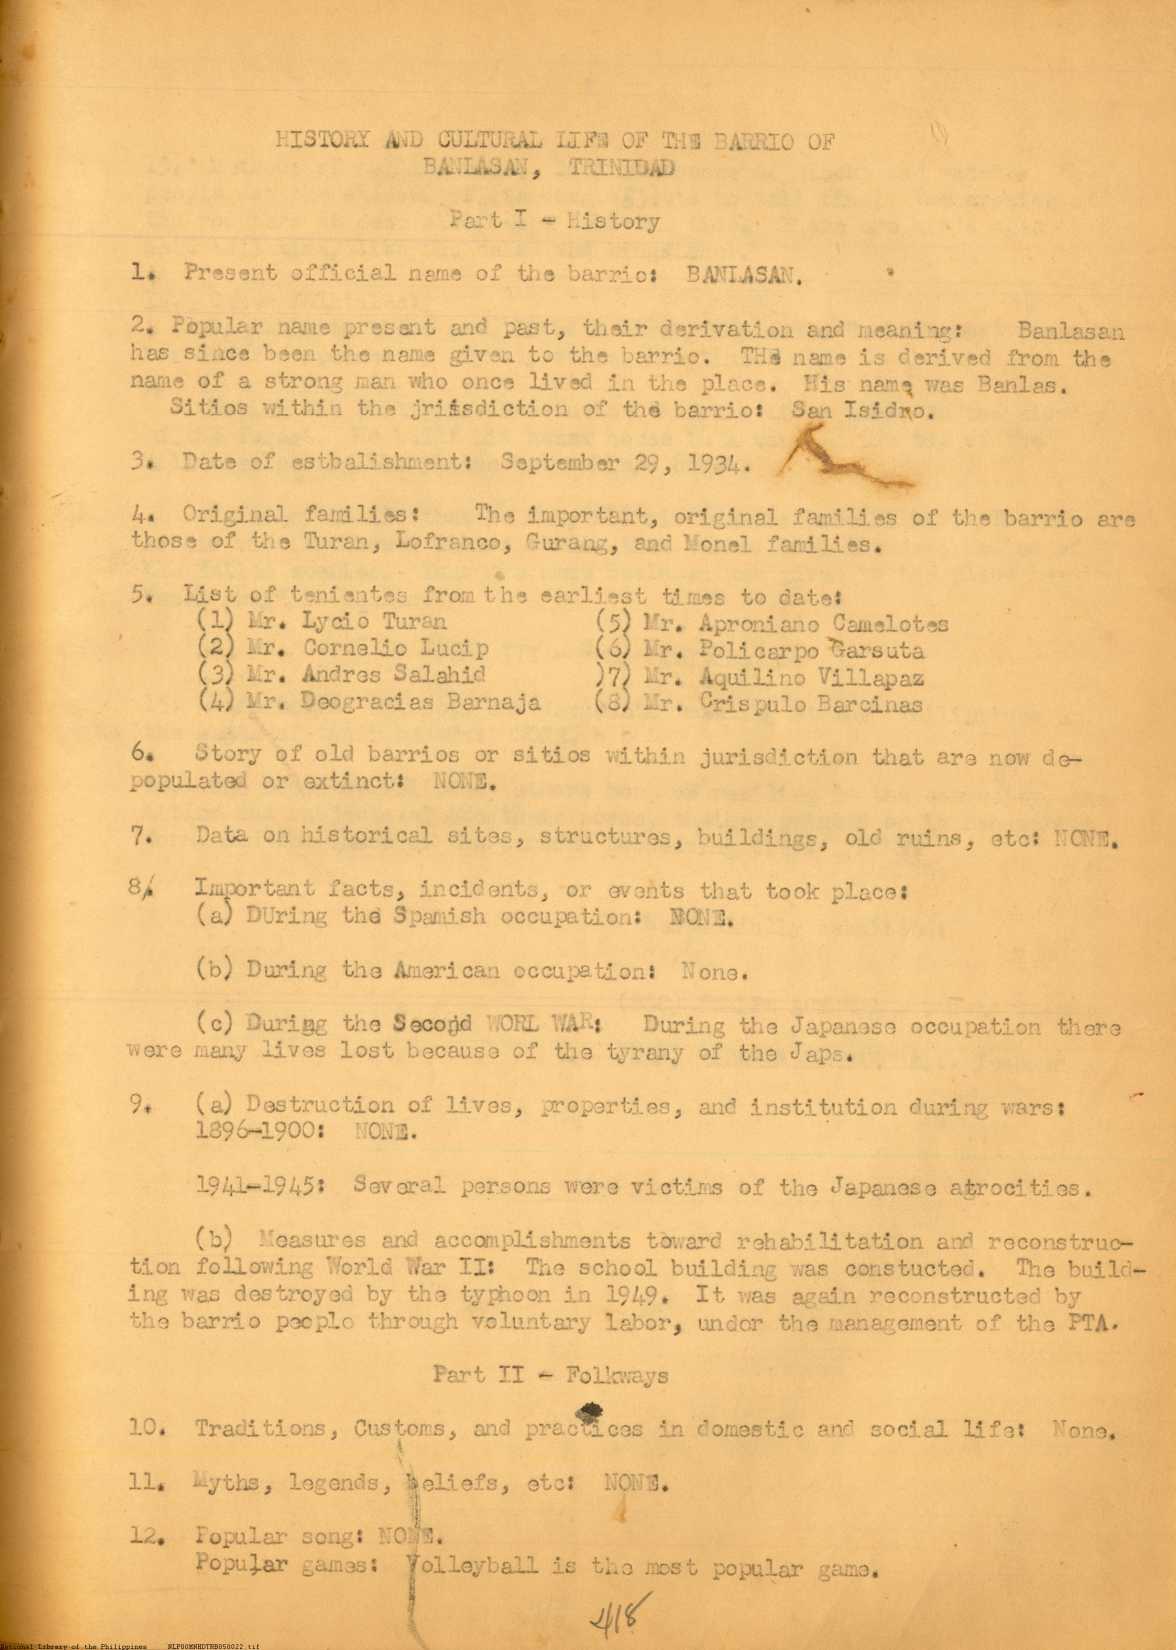 HISTORY AND CULTURAL LIFE OF THE BARRIO OF
BANLASAN, TRINIDAD
Part I - History
1. Present official name of the barrio: BANLASAN.
2. Popular name present and past, their derivation and meaning: Banlasan
has since been the name given to the barrio. THe name is derived from the
name of a strong man who once lived in the place. His name was Banlas.
Sitios within the jriisdiction of the barrio: San Isidro.
3. Date of estbalishment: September 29, 1934.
4. Original families: The important, original families of the barrio are
those of the Turan, Lofranco, Gurang, and Monel families.
5. List of tenientes from the earliest times to date:
(1) Mr. Lycio Turan (5) Mr. Aproniano Camelotes
(2) Mr. Cornelio Lucip (6) Mr. Policarpo Garsuta
(3) Mr. Andres Salahid )7) Mr. Aquilino Villapaz
(4) Mr. Deogracias Barnaja (8) Mr. Crispulo Barcinas
6. Story of old barrios or sitios within jurisdiction that are now de-
populated or extinct: NONE.
7. Data on historical sites, structures, buildings, old ruins, etc: NONE.
8/. Important facts, incidents, or events that took place:
(a) DUring the Spanish occupation: NONE.
(b) During the American occupation: None.
(c) During the Second WORL WAR: During the Japanese occupation there
were many lives lost because of the tyrany of the Japs.
9. (a) Destruction of lives, properties, and institution during wars:
1896-1900: NONE.
1941-1945: Several persons were victims of the Japanese atrocities.
(b) Measures and accomplishments toward rehabilitation and reconstruc-
tion following World War II: The school building was constucted. The build-
ing was destroyed by the typhoon in 1949. It was again reconstructed by
the barrio people through voluntary labor, under the management of the PTA.
Part II - Folkways
10. Traditions, Customs, and practices in domestic and social life: None.
11. Myths, legends, beliefs, etc: NONE.
12. Popular song: NONE.
Popular games: Volleyball is the most popular game.
418
National Library of the Philippines NLP00MNHDTRB050022.tif